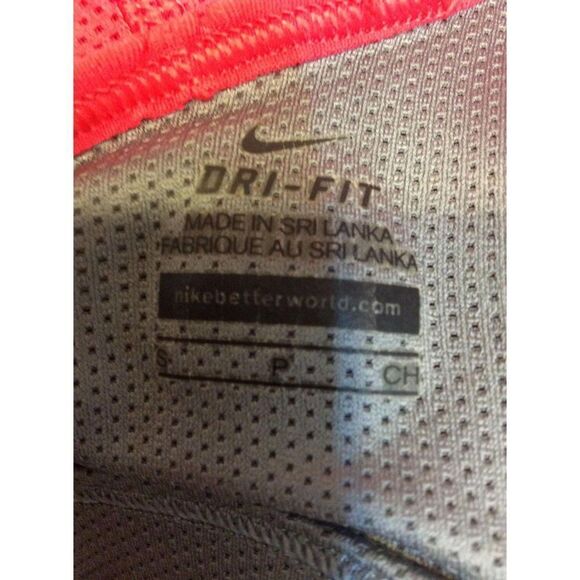 DRI-FIT
MADE IN SRI LANKA
FABRIQUE AU SRI LANKA
nikebetterworld.com
S P CH